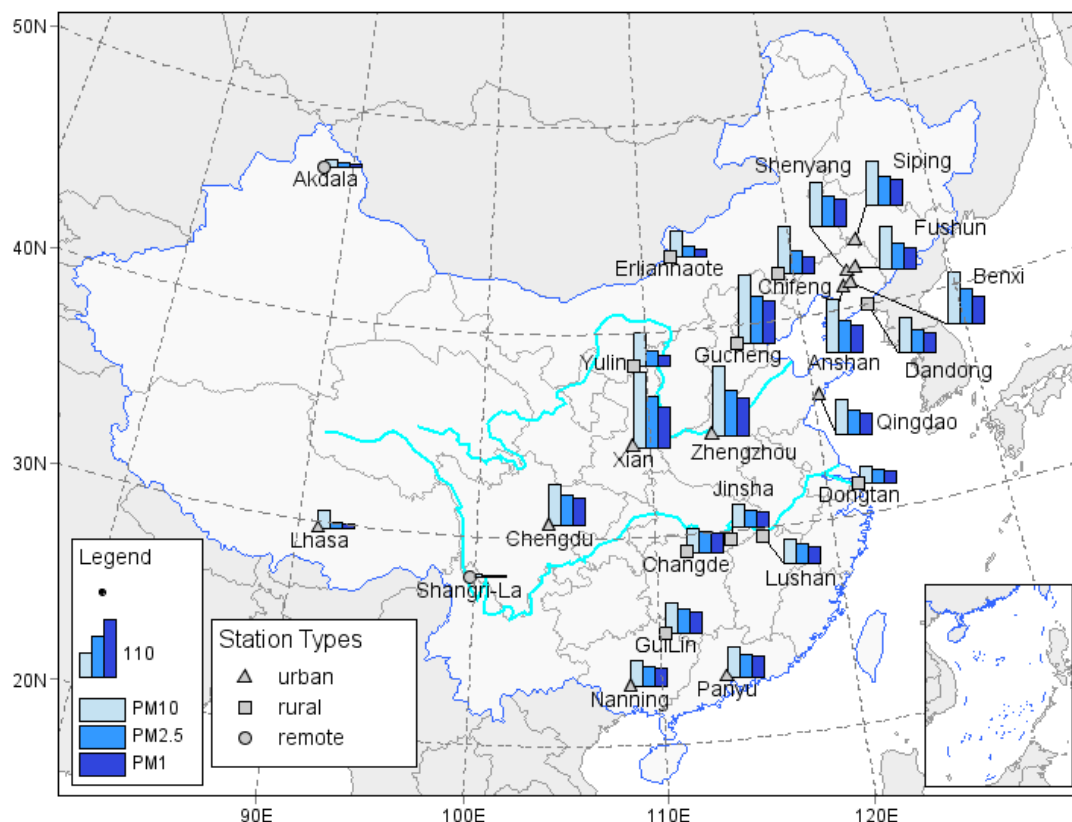 50N
40N
30N
20N
90E
100E
110E
120E
Akdala
Shenyang
Siping
Fushun
Benxi
Erlianhaote
Chifeng
Yulin
Gucheng
Anshan
Dandong
Qingdao
Xian
Zhengzhou
Jinsha
Dongtan
Lhasa
Chengdu
Changde
Lushan
Shangri-La
GuiLin
Nanning
Panyu
Legend
110
PM10
PM2.5
PM1
Station Types
urban
rural
remote